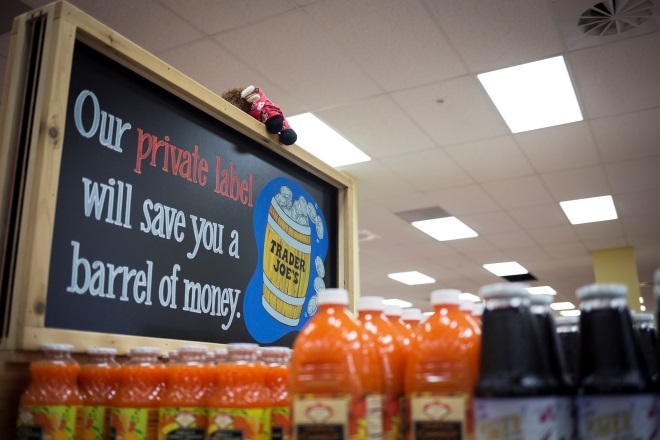 Our private label
will save you a
barrel of money.
TRADER
JOE'S